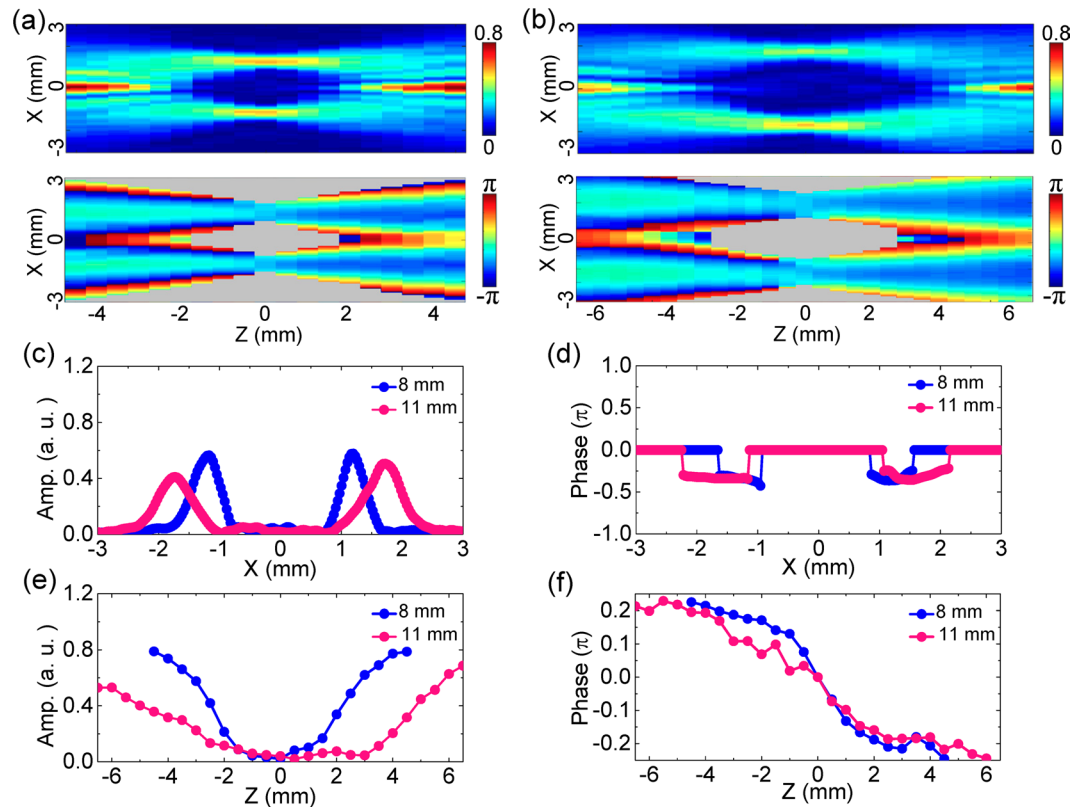 (a)
(b)
X (mm)
3
0
-3
0.8
0
X (mm)
3
0
-3
0.8
0
X (mm)
3
0
-3
π
-π
X (mm)
3
0
-3
π
-π
-4 -2 0 2 4
Z (mm)
-6 -4 -2 0 2 4 6
Z (mm)
(c)
Amp. (a. u. )
1.2
0.8
0.4
0.0
8 mm
11 mm
-3 -2 -1 0 1 2 3
X (mm)
(d)
Phase (π)
1.0
0.5
0.0
-0.5
-1.0
8 mm
11 mm
-3 -2 -1 0 1 2 3
X (mm)
(e)
Amp. (a. u. )
1.2
0.8
0.4
0.0
8 mm
11 mm
-6 -4 -2 0 2 4 6
Z (mm)
(f)
Phase (π)
0.2
0.1
0.0
-0.1
-0.2
8 mm
11 mm
-6 -4 -2 0 2 4 6
Z (mm)